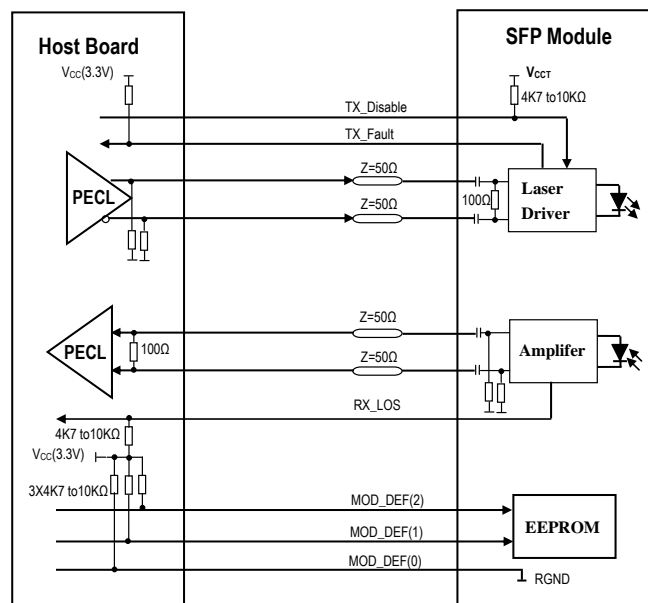 Host Board
SFP Module
VCC(3.3V)
VCCT
4K7 to10KΩ
TX_Disable
TX_Fault
PECL
Z=50Ω
Z=50Ω
100Ω
Laser
Driver
PECL
100Ω
Z=50Ω
Z=50Ω
Amplifer
RX_LOS
4K7 to10KΩ
VCC(3.3V)
3X4K7 to10KΩ
MOD_DEF(2)
MOD_DEF(1)
MOD_DEF(0)
EEPROM
RGND